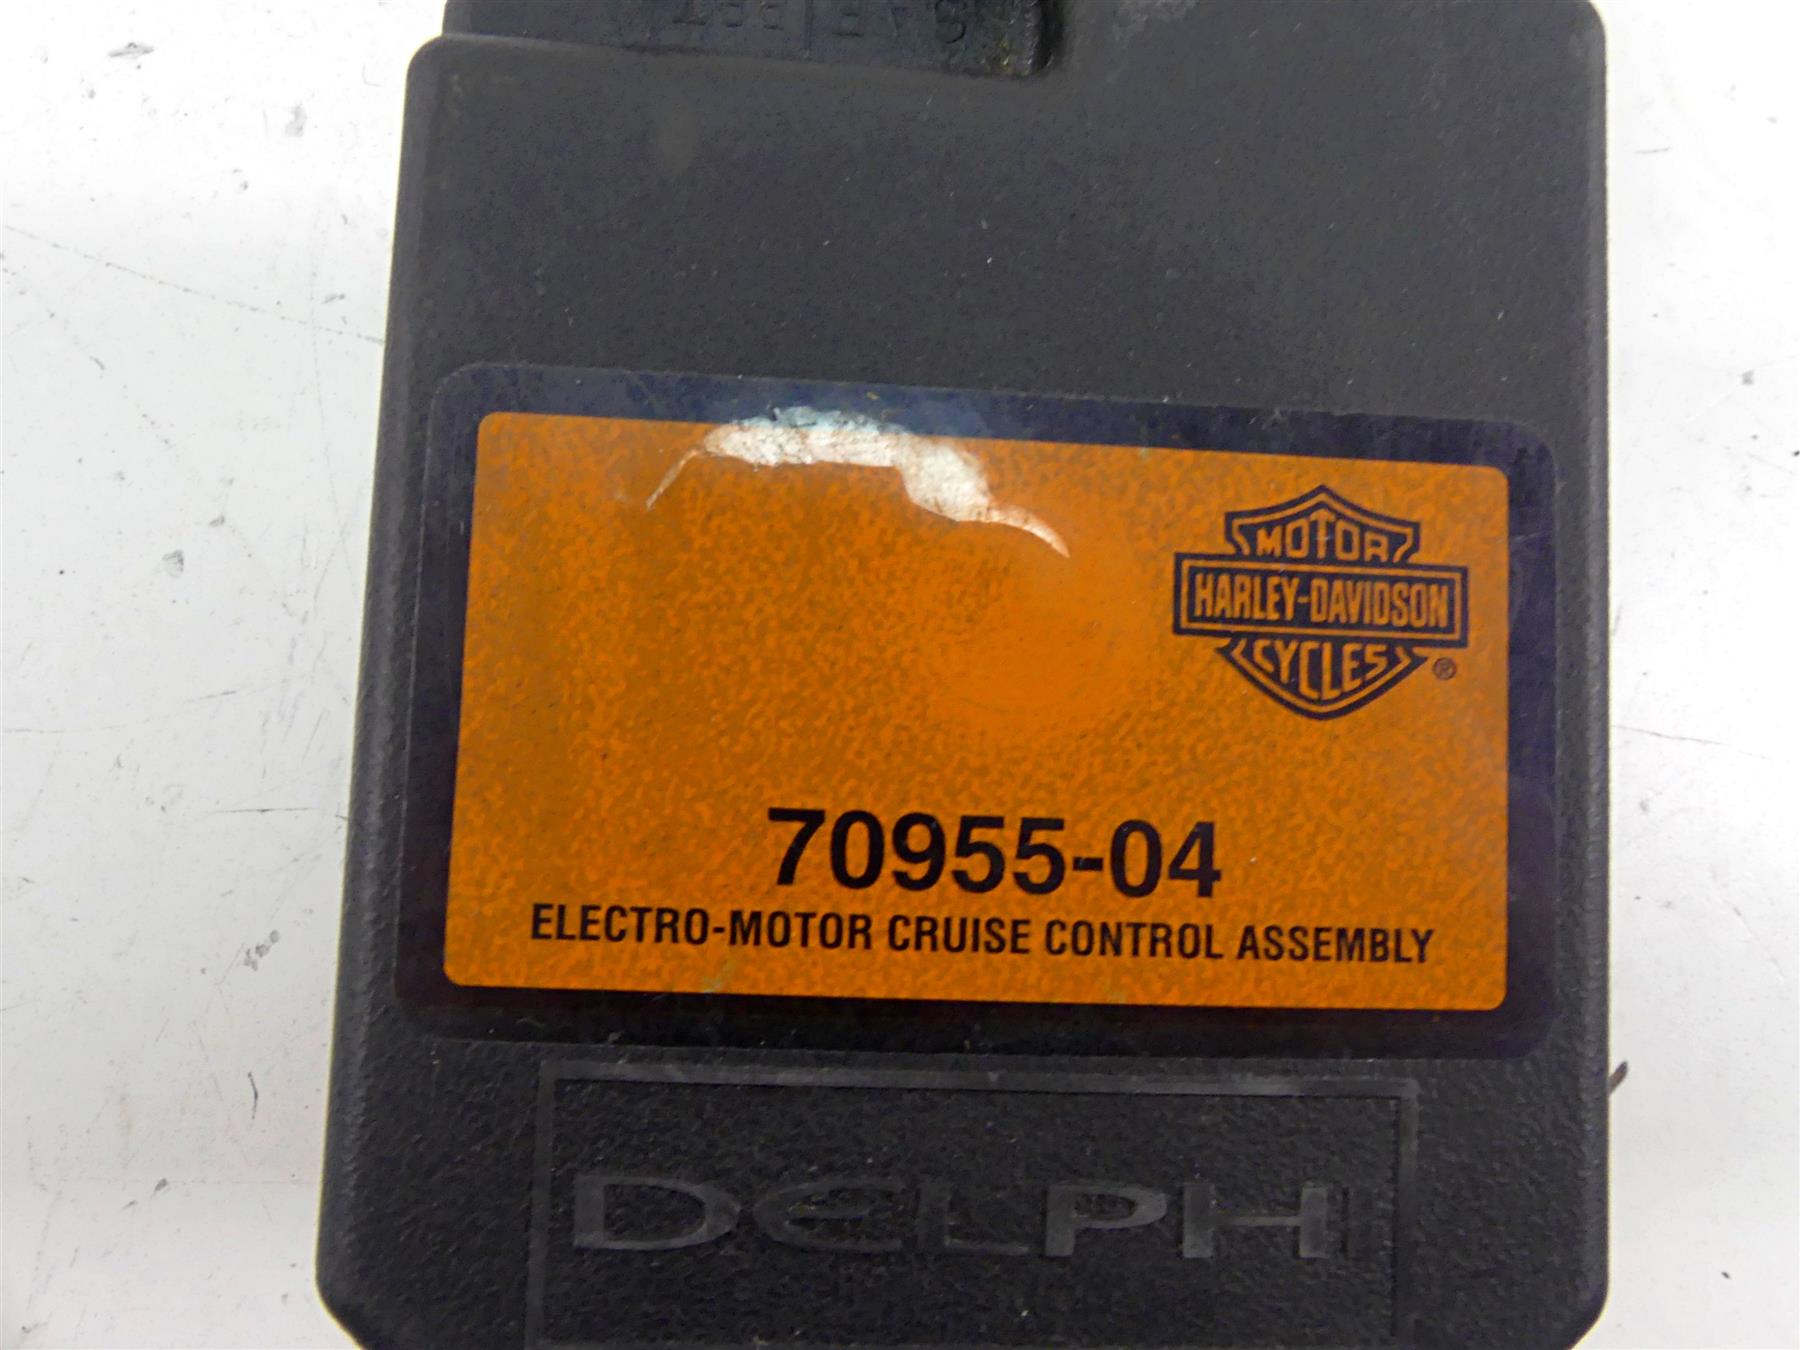 MOTOR
HARLEY-DAVIDSON
CYCLES ®
70955-04
ELECTRO-MOTOR CRUISE CONTROL ASSEMBLY
DELPHI